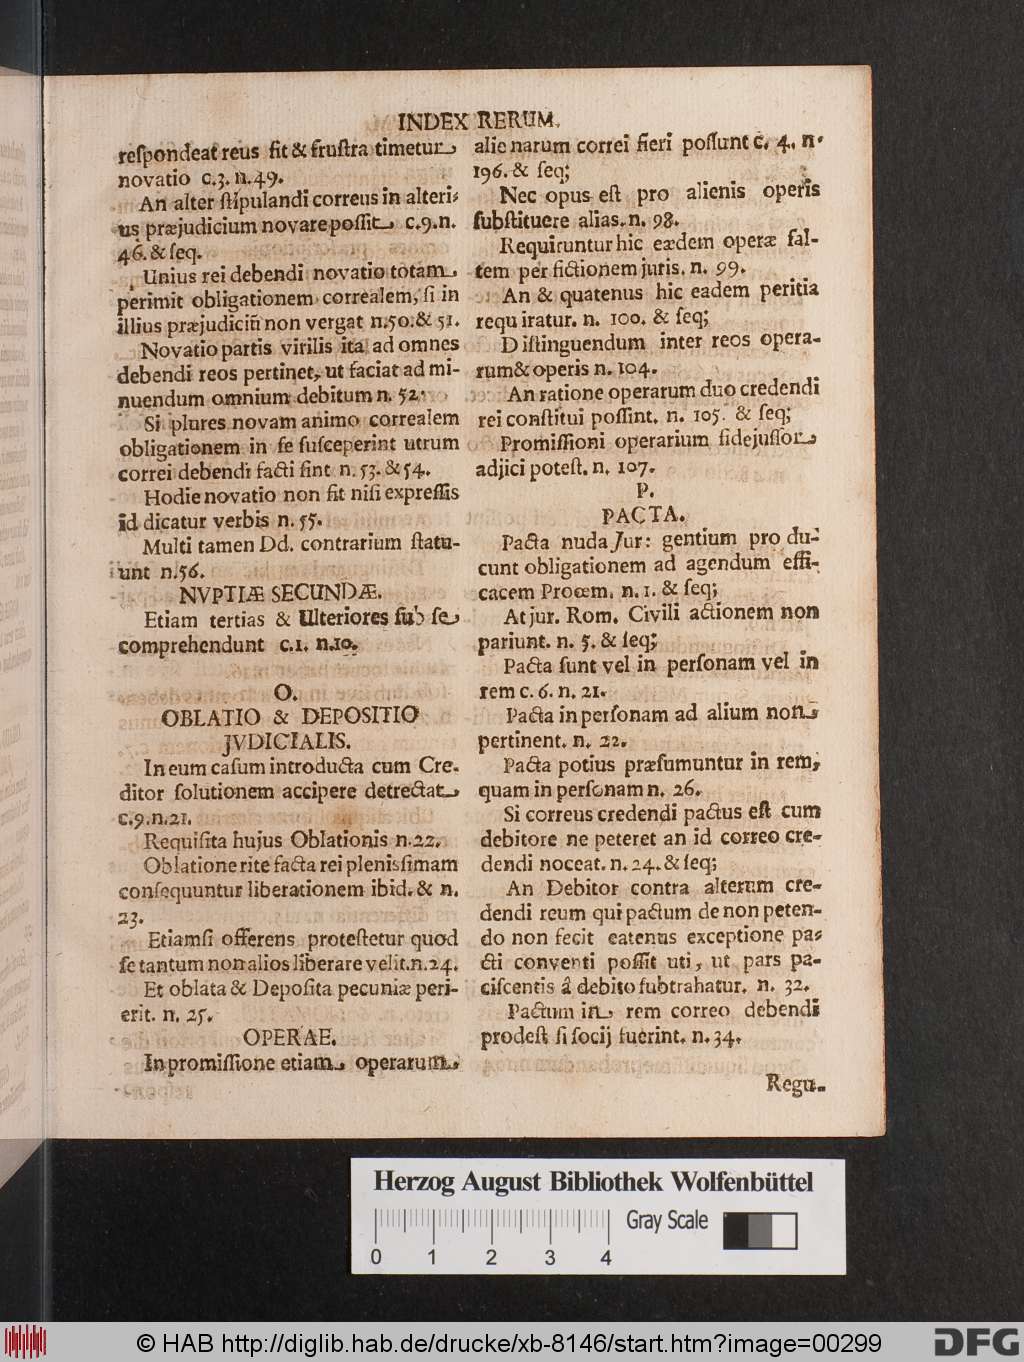 INDEX RERUM.
reſpondeat reus fit & fruſtra timetur
novatio c.3. n.49.
An alter ſtipulandi correus in alteri-
us præjudicium novare poſſit c.9.n.
46. & ſeq.
Unius rei debendi novatio totam
perimit obligationem correalem, ſi in
illius præjudiciũ non vergat n.50. & 51.
Novatio partis virilis ita ad omnes
debendi reos pertinet, ut faciat ad mi-
nuendum omnium debitum n. 52.
Si plures novam animo correalem
obligationem in ſe ſuſceperint utrum
correi debendi facti ſint n. 53. & 54.
Hodie novatio non fit niſi expreſſis
id dicatur verbis n. 55.
Multi tamen Dd. contrarium ſtatu-
unt n.56.
NVPTIÆ SECUNDÆ.
Etiam tertias & Ulteriores ſub ſe
comprehendunt c.1. n.10.
O.
OBLATIO & DEPOSITIO
JVDICIALIS.
In eum caſum introducta cum Cre-
ditor ſolutionem accipere detrectat
c.9.n.21.
Requiſita hujus Oblationis n.22.
Oblatione rite facta rei pleniſſimam
conſequuntur liberationem ibid. & n.
23.
Etiamſi offerens proteſtetur quod
ſe tantum non alios liberare velit.n.24.
Et oblata & Depoſita pecuniæ peri-
erit. n. 25.
OPERAE.
In promiſſione etiam operarum
alienarum correi fieri poſſunt c. 4. n.
196. & ſeq;
Nec opus eſt pro alienis operis
ſubſtituere alias. n. 98.
Requiruntur hic eædem operæ ſal-
tem per fictionem juris. n. 99.
An & quatenus hic eadem peritia
requiratur. n. 100. & ſeq;
Diſtinguendum inter reos opera-
rum & operis n. 104.
An ratione operarum duo credendi
rei conſtitui poſſint. n. 105. & ſeq;
Promiſſioni operarium fidejuſſor
adjici poteſt. n. 107.
P.
PACTA.
Pacta nuda Jur: gentium pro du-
cunt obligationem ad agendum effi-
cacem Proœm. n. 1. & ſeq;
At jur. Rom. Civili actionem non
pariunt. n. 5. & ſeq;
Pacta ſunt vel in perſonam vel in
rem c. 6. n. 21.
Pacta in perſonam ad alium non
pertinent. n. 22.
Pacta potius præſumuntur in rem,
quam in perſonam n. 26.
Si correus credendi pactus eſt cum
debitore ne peteret an id correo cre-
dendi noceat. n. 24. & ſeq;
An Debitor contra alterum cre-
dendi reum qui pactum de non peten-
do non fecit eatenus exceptione pa-
cti conventi poſſit uti, ut pars pa-
ciſcentis â debito ſubtrahatur. n. 32.
Pactum in rem correo debendi
prodeſt ſi ſocij fuerint. n. 34.
Regu-
Herzog August Bibliothek Wolfenbüttel
Gray Scale
0 1 2 3 4
© HAB http://diglib.hab.de/drucke/xb-8146/start.htm?image=00299
DFG